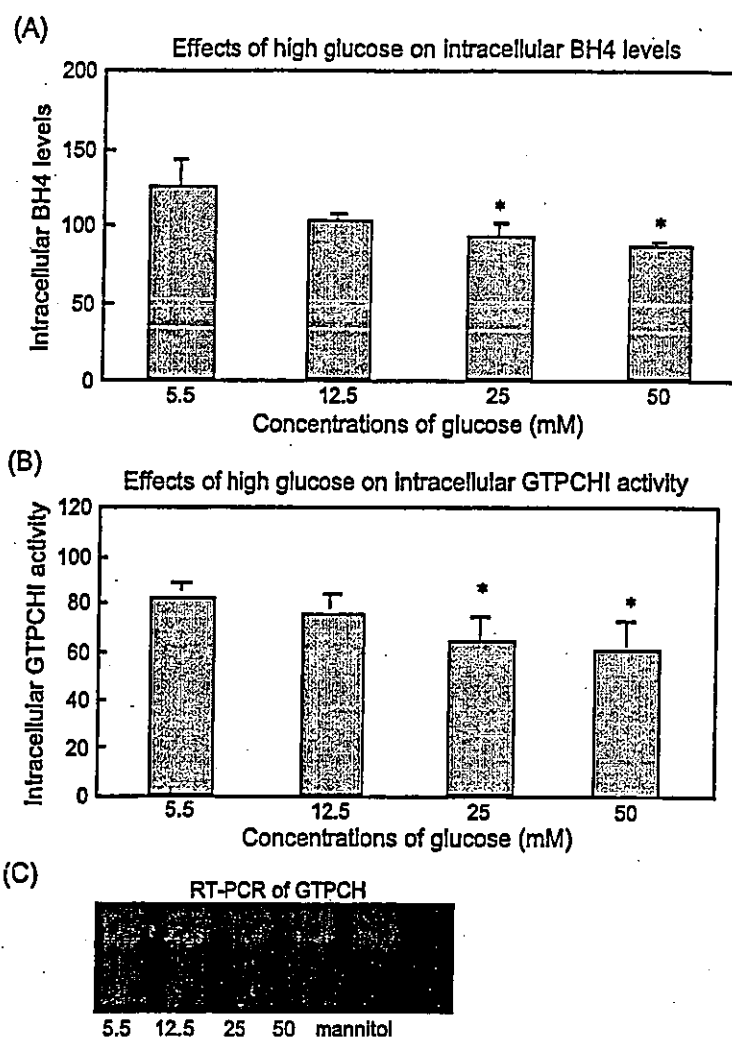 (A)
Effects of high glucose on intracellular BH4 levels
200
150
100
50
0
Intracellular BH4 levels
*
*
5.5 12.5 25 50
Concentrations of glucose (mM)
(B)
Effects of high glucose on intracellular GTPCHI activity
120
100
80
60
40
20
0
Intracellular GTPCHI activity
*
*
5.5 12.5 25 50
Concentrations of glucose (mM)
(C)
RT-PCR of GTPCH
5.5 12.5 25 50 mannitol